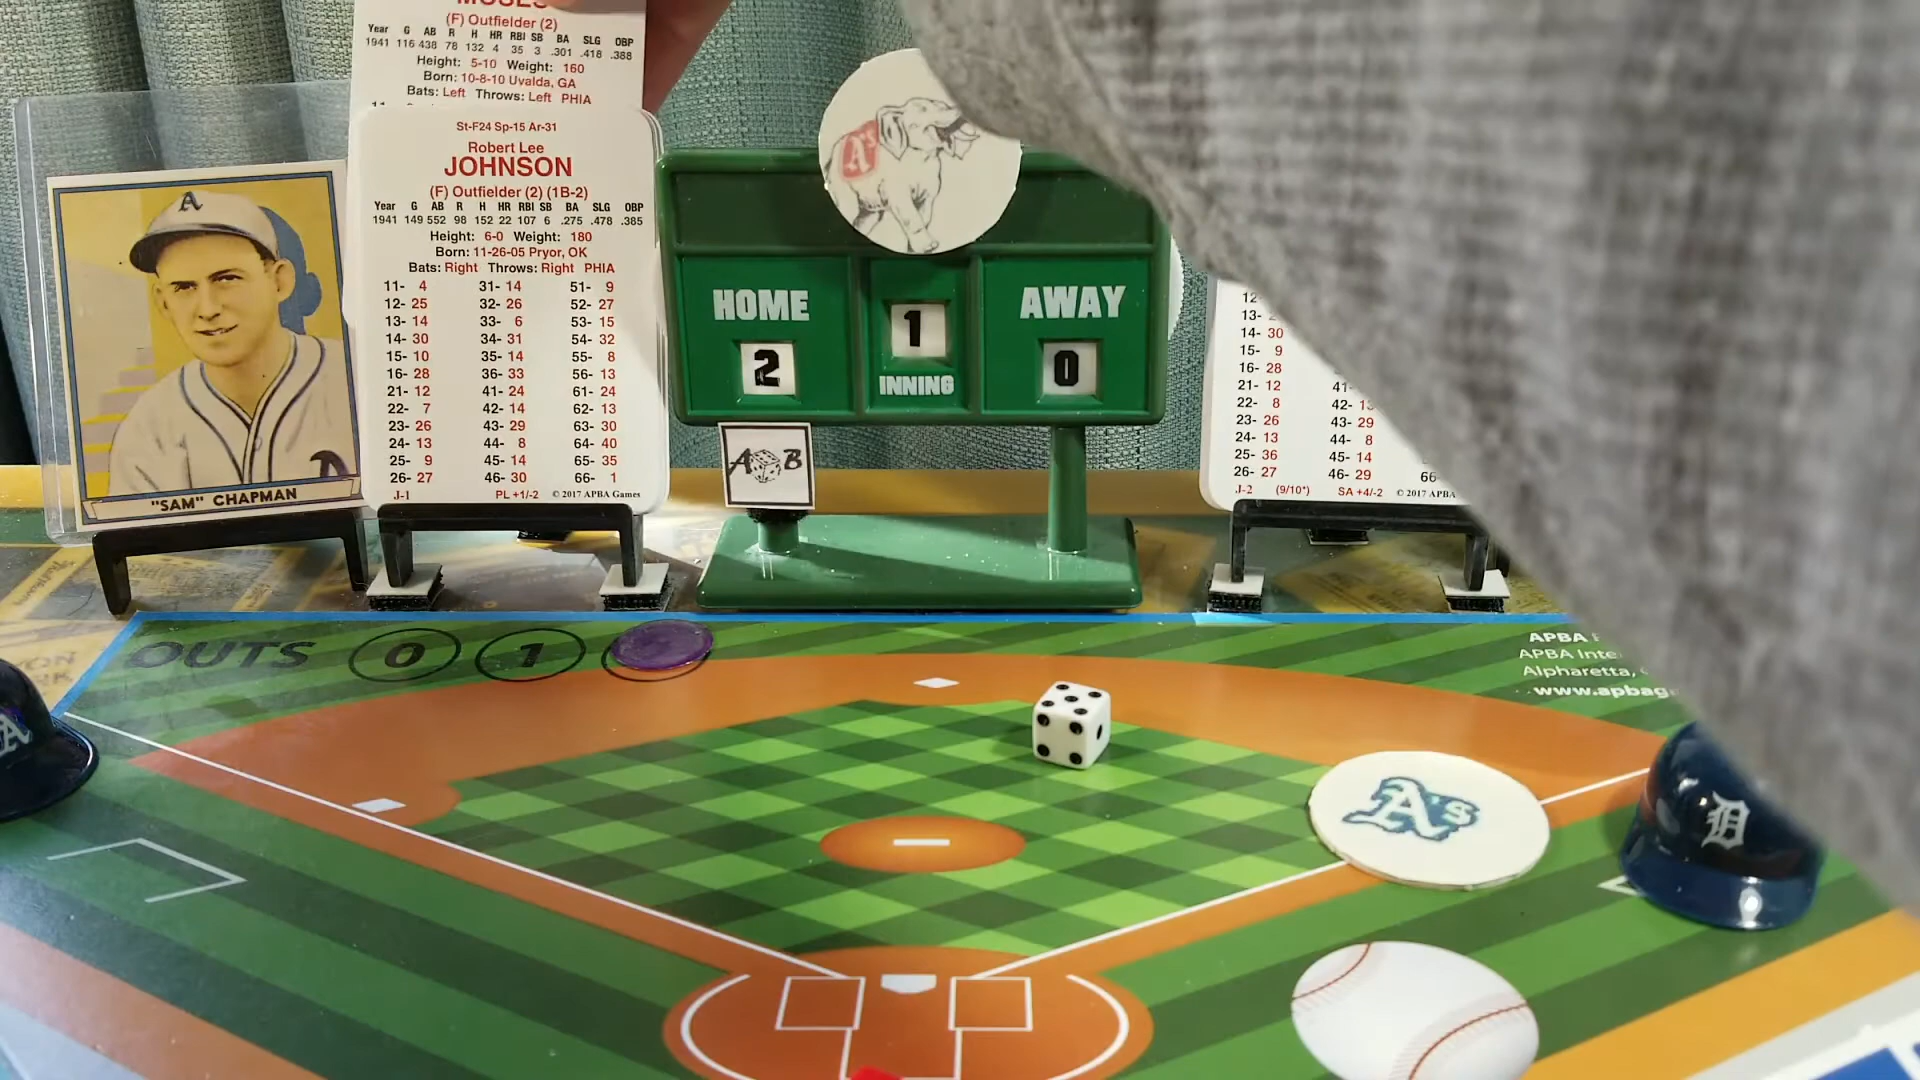 MOSES
(F) Outfielder (2)
Year G AB R H HR RBI SB BA SLG OBP
1941 116 438 78 132 4 35 3 .301 .418 .388
Height: 5-10 Weight: 160
Born: 10-8-10 Uvalda, GA
Bats: Left Throws: Left PHIA
St-F24 Sp-15 Ar-31
Robert Lee
JOHNSON
(F) Outfielder (2) (1B-2)
Year G AB R H HR RBI SB BA SLG OBP
1941 149 552 98 152 22 107 6 .275 .478 .385
Height: 6-0 Weight: 180
Born: 11-26-05 Pryor, OK
Bats: Right Throws: Right PHIA
11- 4 31- 14 51- 9
12- 25 32- 26 52- 27
13- 14 33- 6 53- 15
14- 30 34- 31 54- 32
15- 10 35- 14 55- 8
16- 28 36- 33 56- 13
21- 12 41- 24 61- 24
22- 7 42- 14 62- 13
23- 26 43- 29 63- 30
24- 13 44- 8 64- 40
25- 9 45- 14 65- 35
26- 27 46- 30 66- 1
J-1 PL +1/-2 © 2017 APBA Games
A
A
"SAM" CHAPMAN
A's
HOME
2
1
INNING
AWAY
0
A B
12-
13-
14- 30
15- 9
16- 28
21- 12 41-
22- 8 42- 13
23- 26 43- 29
24- 13 44- 8
25- 36 45- 14
26- 27 46- 29 66-
J-2 (9/10*) SA +4/-2 © 2017 APBA
OUTS 0 1
APBA
APBA Inte
Alpharetta,
www.apbag
A
A's
D